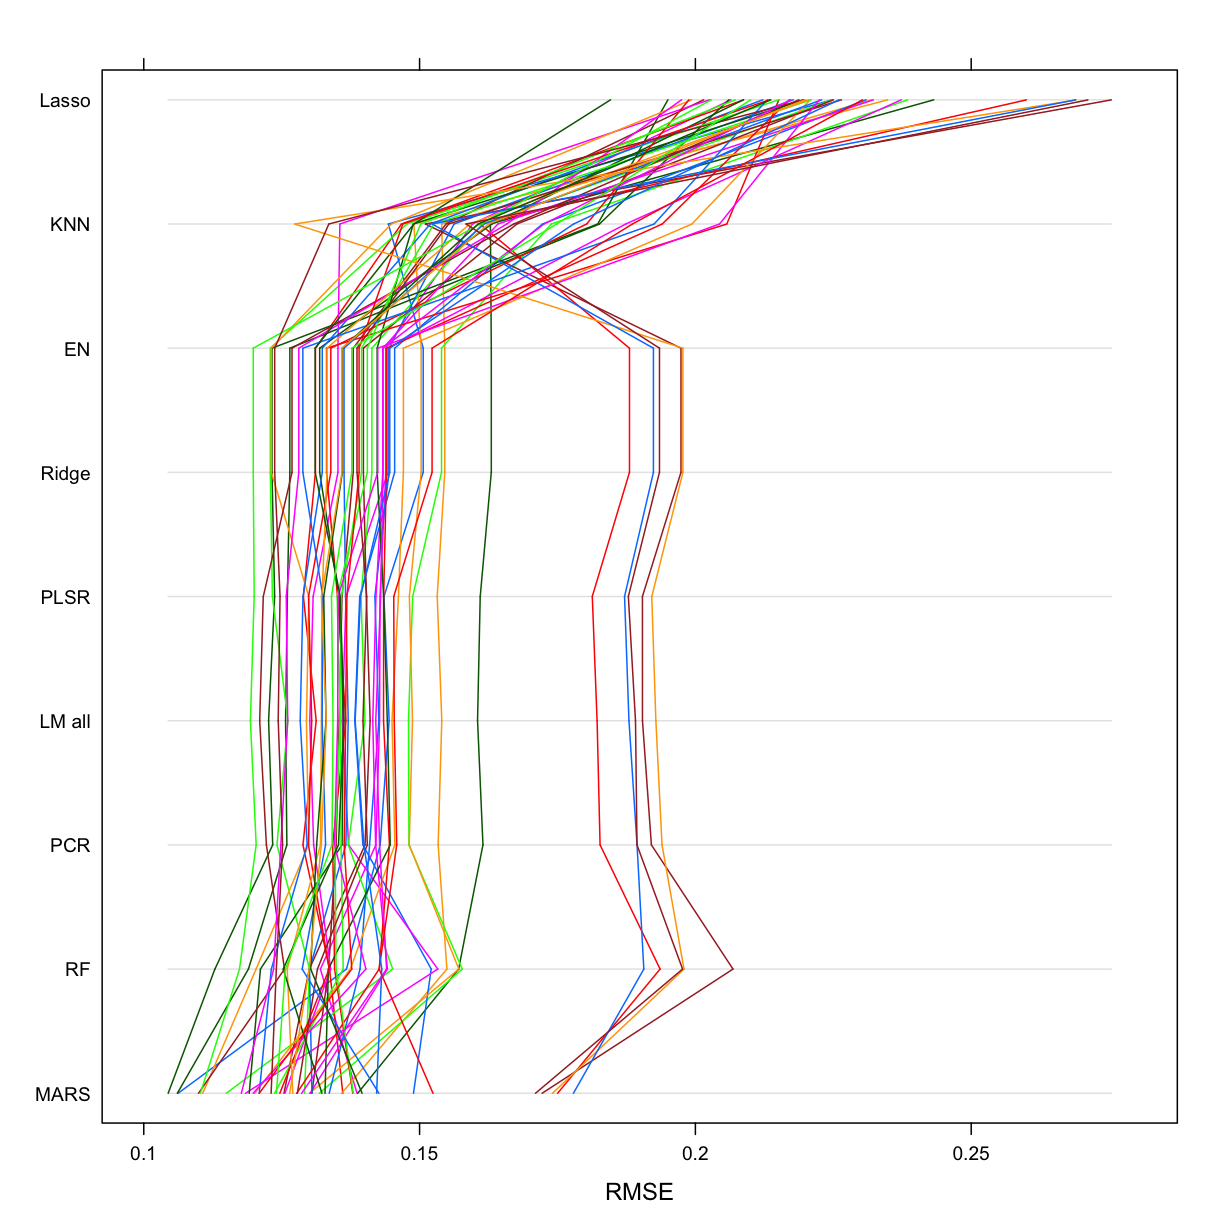 Lasso
KNN
EN
Ridge
PLSR
LM all
PCR
RF
MARS
0.1 0.15 0.2 0.25
RMSE